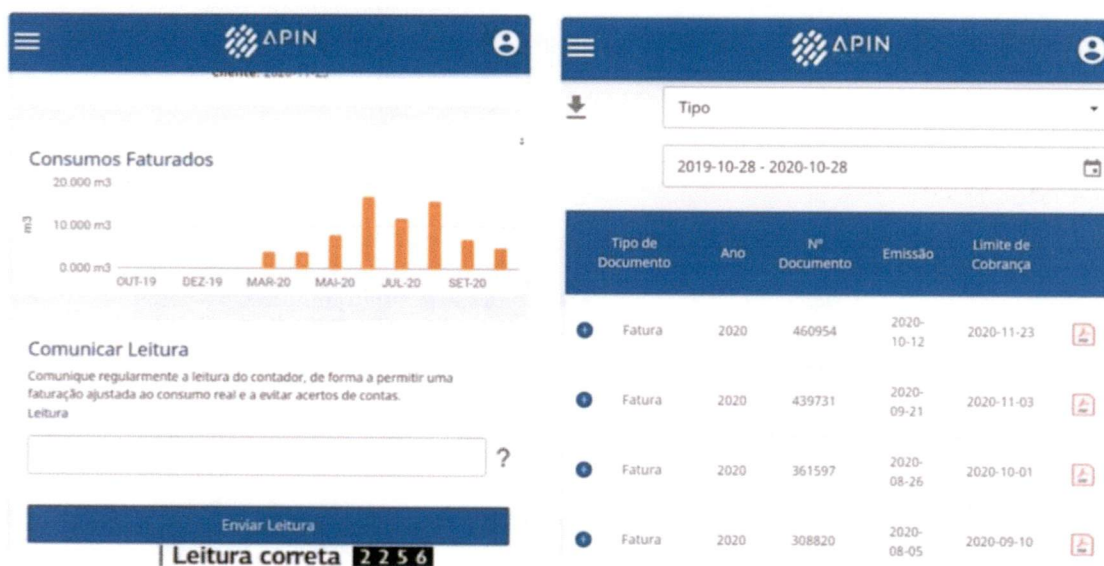 APIN
Cliente: 2020-11-23
Consumos Faturados
20.000 m3
10.000 m3
0.000 m3
m3
OUT-19 DEZ-19 MAR-20 MAI-20 JUL-20 SET-20
Comunicar Leitura
Comunique regularmente a leitura do contador, de forma a permitir uma
faturação ajustada ao consumo real e a evitar acertos de contas.
Leitura
?
Enviar Leitura
Leitura correta 2256
APIN
Tipo
2019-10-28 - 2020-10-28
Tipo de Documento Ano Nº Documento Emissão Limite de Cobrança
Fatura 2020 460954 2020-10-12 2020-11-23
Fatura 2020 439731 2020-09-21 2020-11-03
Fatura 2020 361597 2020-08-26 2020-10-01
Fatura 2020 308820 2020-08-05 2020-09-10